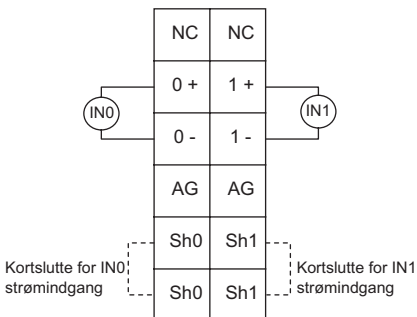 NC NC
0 + 1 +
IN0 IN1
0 - 1 -
AG AG
Sh0 Sh1
Kortslutte for IN0
strømindgang
Kortslutte for IN1
strømindgang
Sh0 Sh1